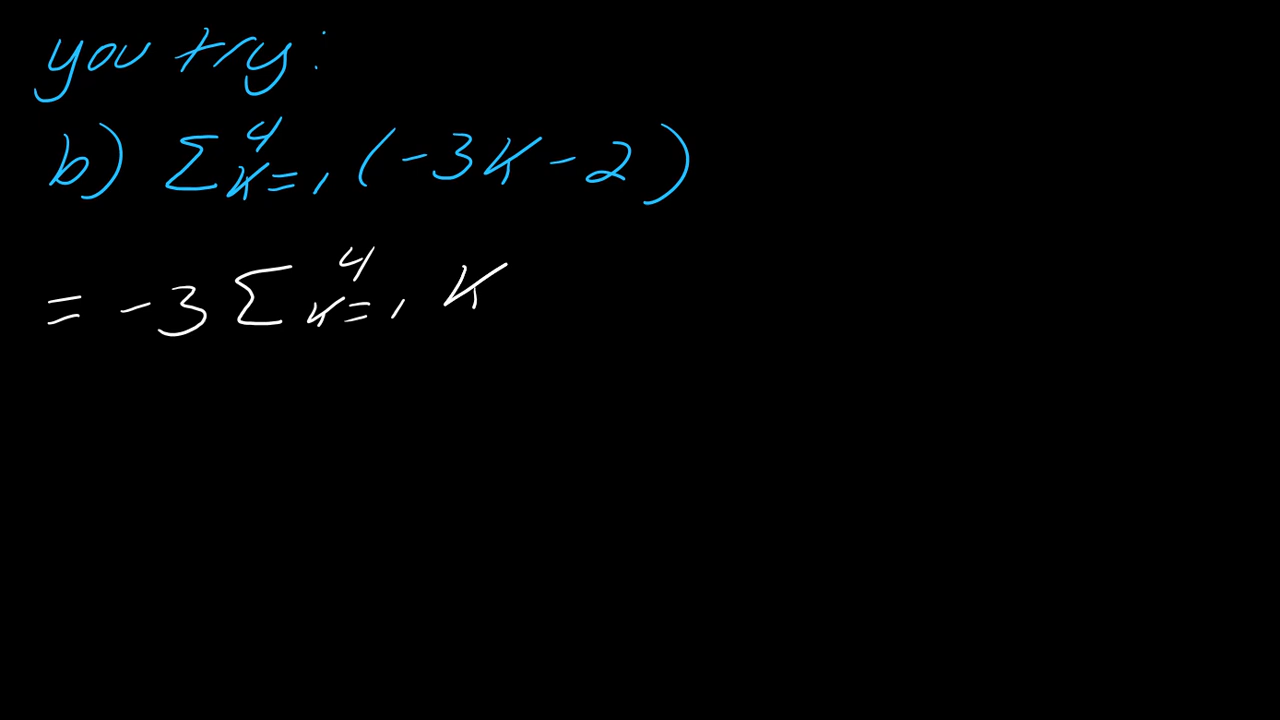 you try:
b) Σ⁴ₖ₌₁ (-3k-2)
= -3 Σ⁴ₖ₌₁ k